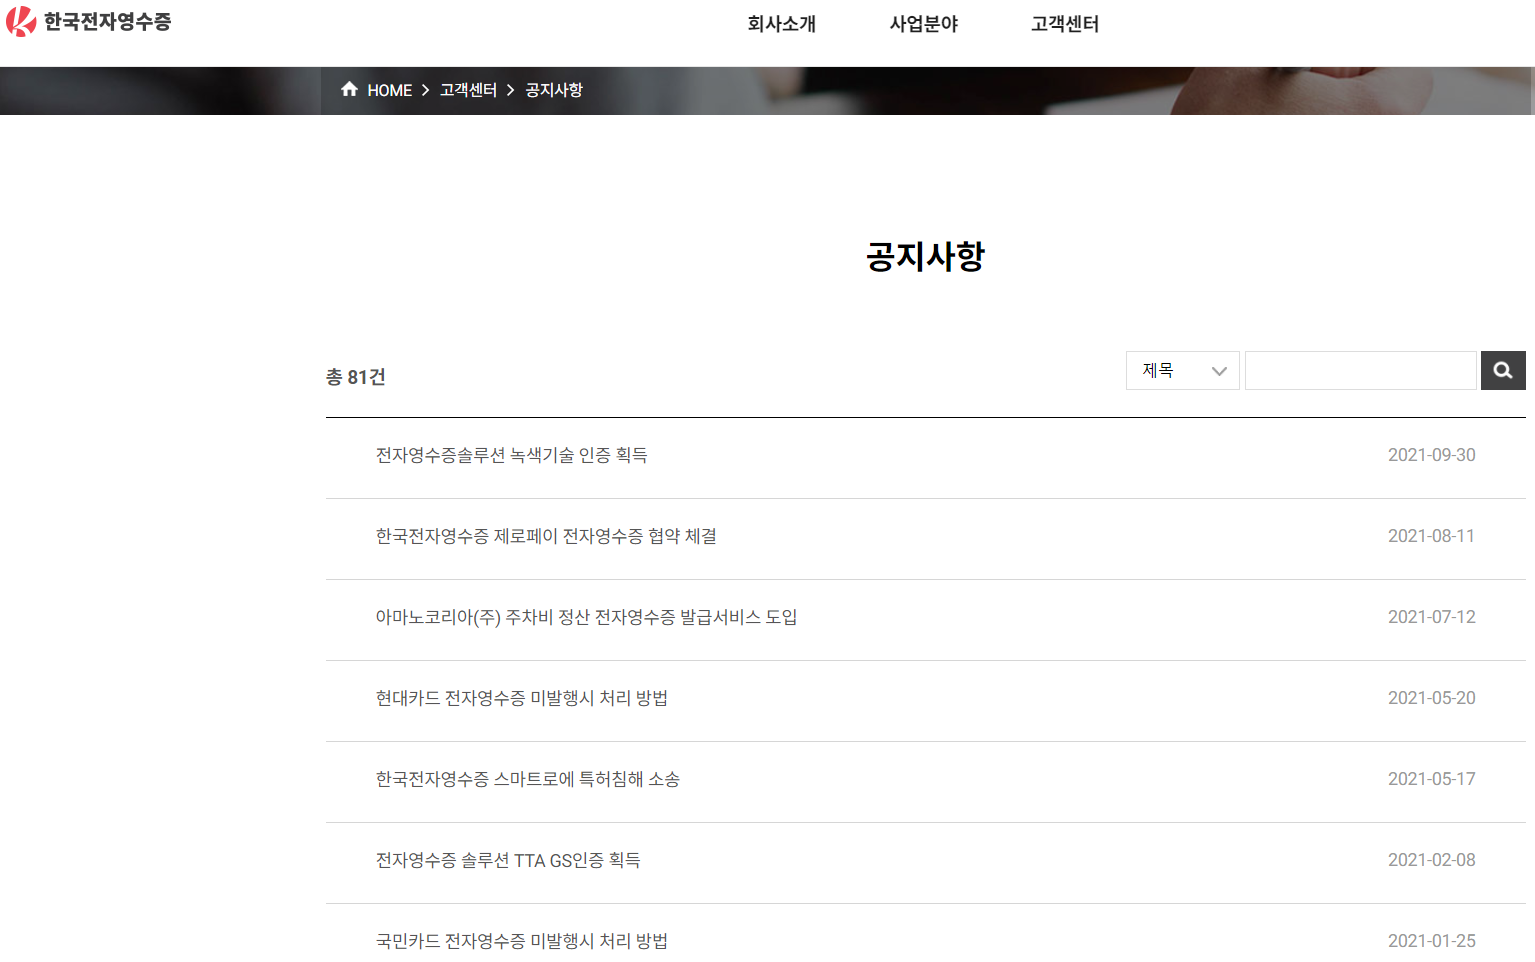 한국전자영수증
회사소개 사업분야 고객센터
HOME > 고객센터 > 공지사항
공지사항
총 81건
제목
전자영수증솔루션 녹색기술 인증 획득 2021-09-30
한국전자영수증 제로페이 전자영수증 협약 체결 2021-08-11
아마노코리아(주) 주차비 정산 전자영수증 발급서비스 도입 2021-07-12
현대카드 전자영수증 미발행시 처리 방법 2021-05-20
한국전자영수증 스마트로에 특허침해 소송 2021-05-17
전자영수증 솔루션 TTA GS인증 획득 2021-02-08
국민카드 전자영수증 미발행시 처리 방법 2021-01-25